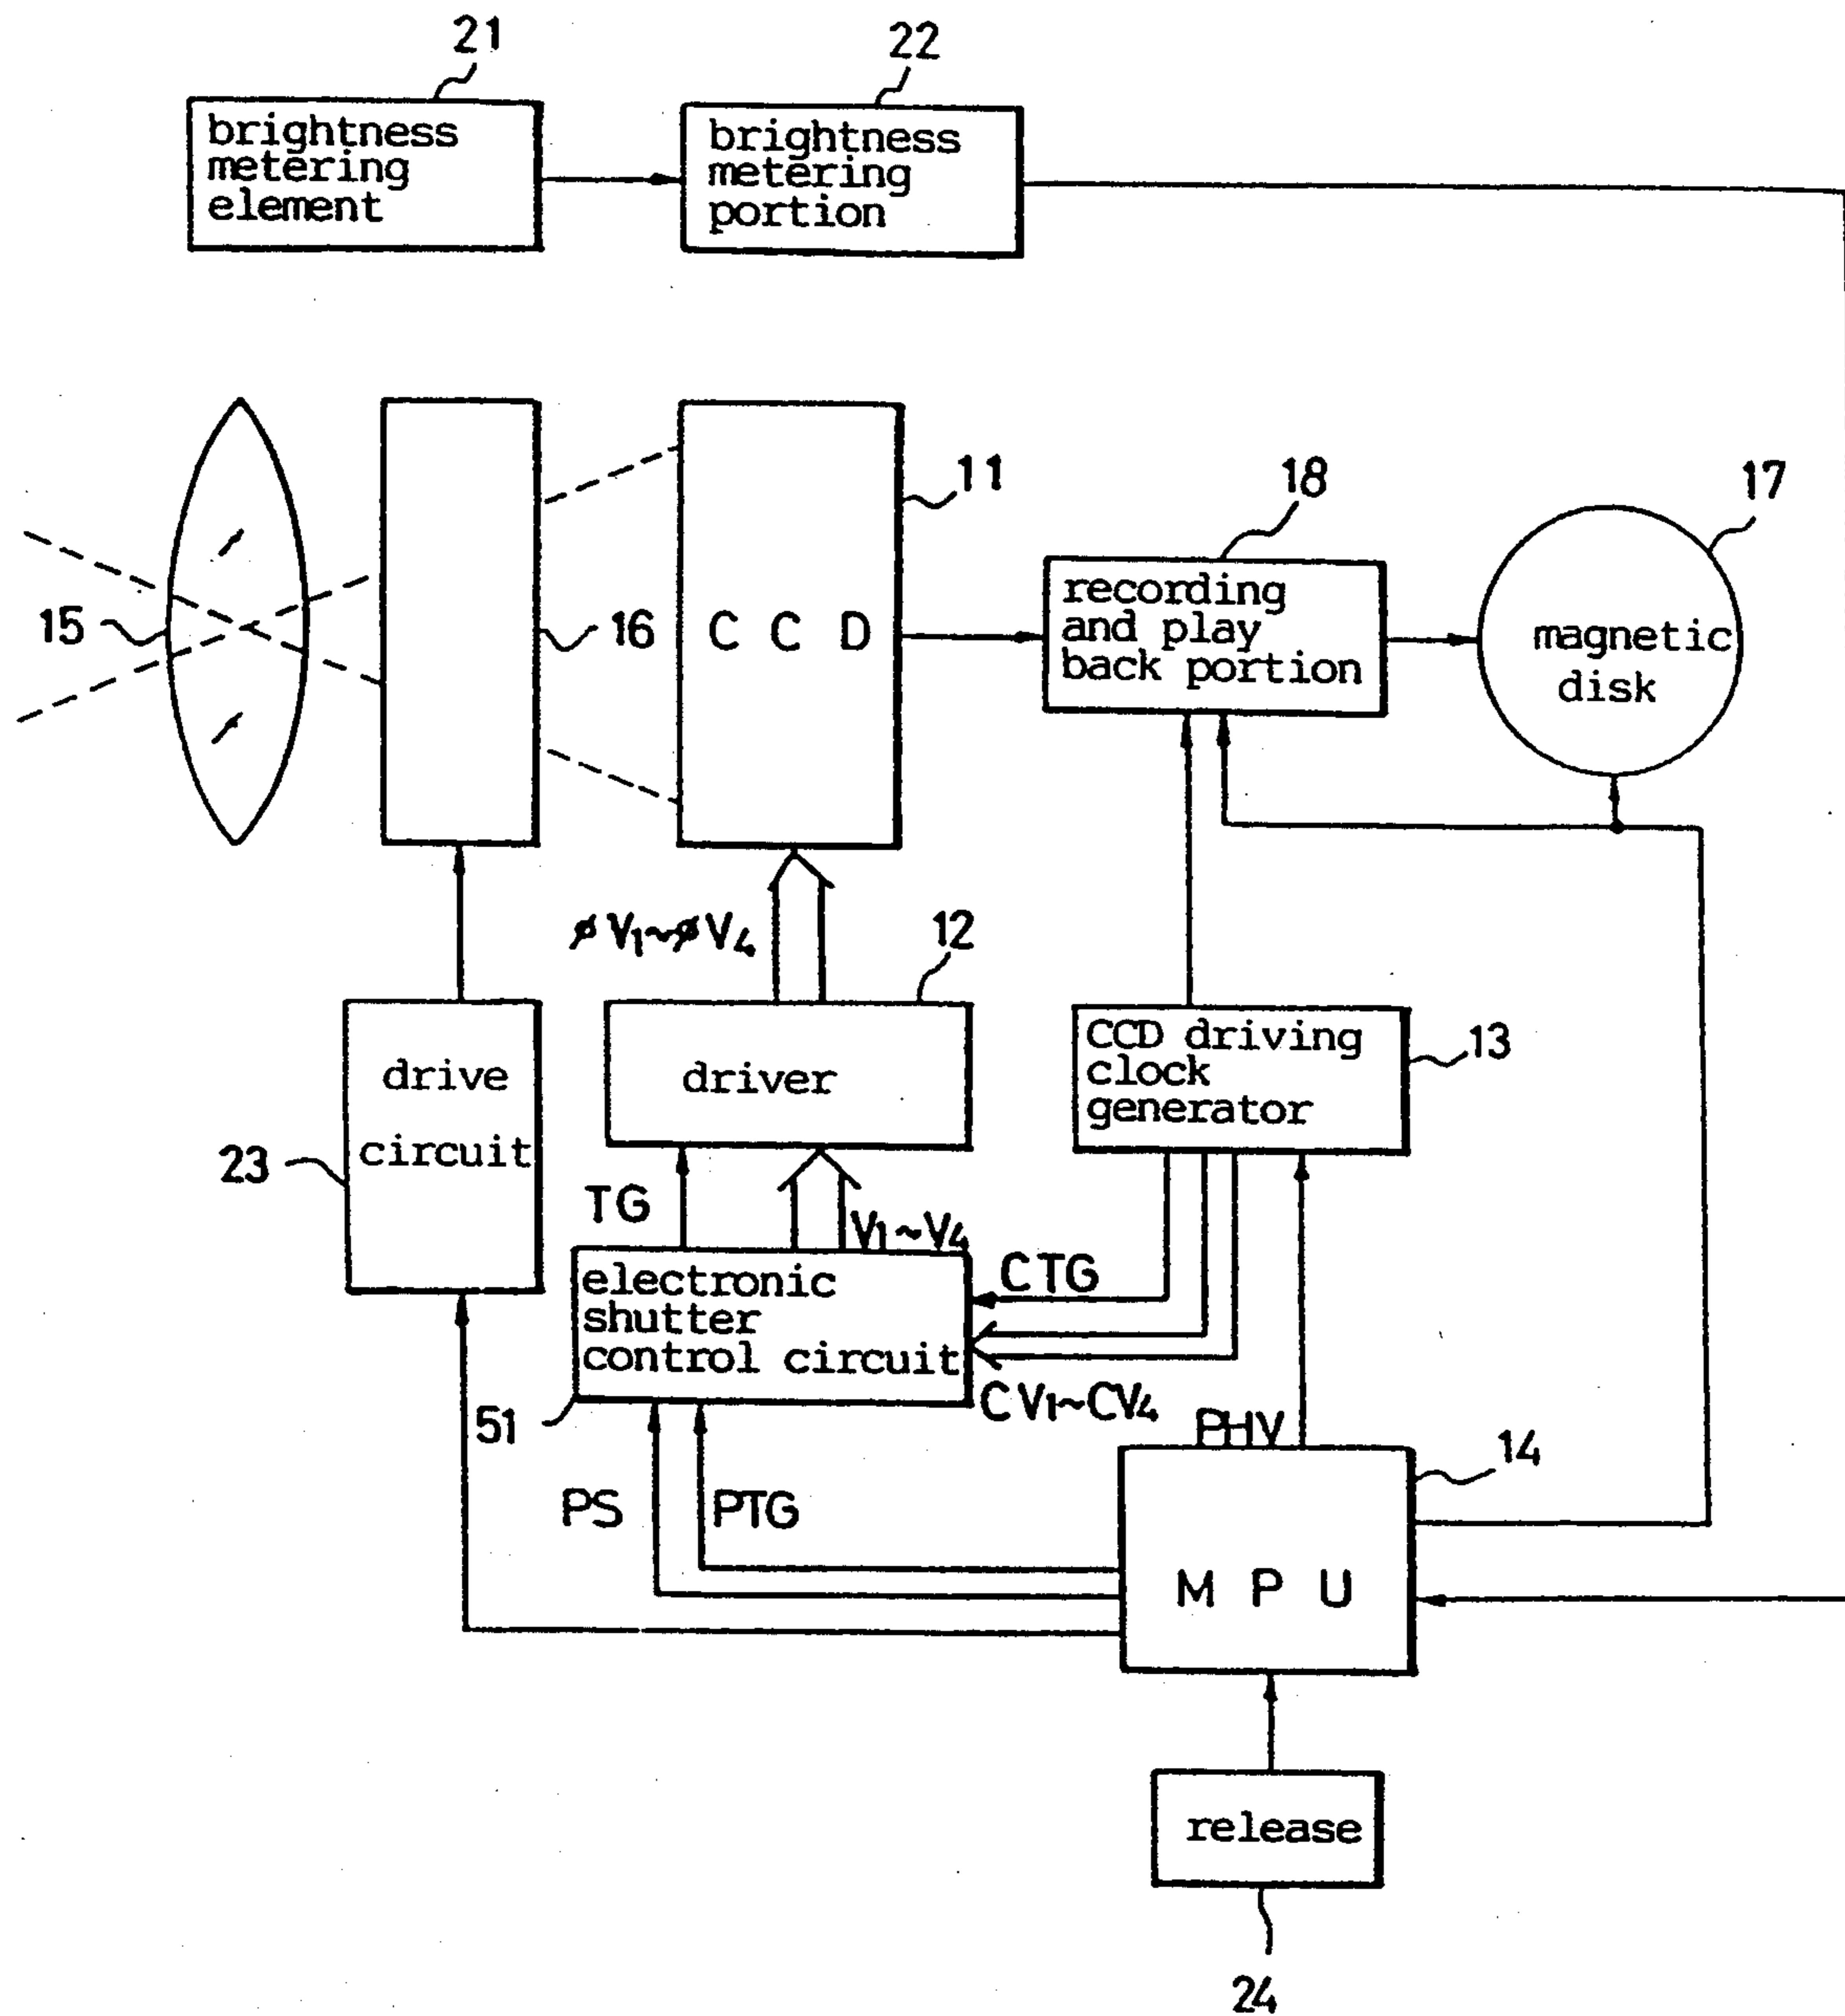 21
22
brightness
metering
element
brightness
metering
portion
11
18
17
15
16
C C D
recording
and play
back portion
magnetic
disk
øV₁~øV₄
12
13
drive
circuit
driver
CCD driving
clock
generator
23
TG
V₁~V₄
CTG
electronic
shutter
control circuit
CV₁~CV₄
51
PHV
14
PS
PTG
M P U
release
24